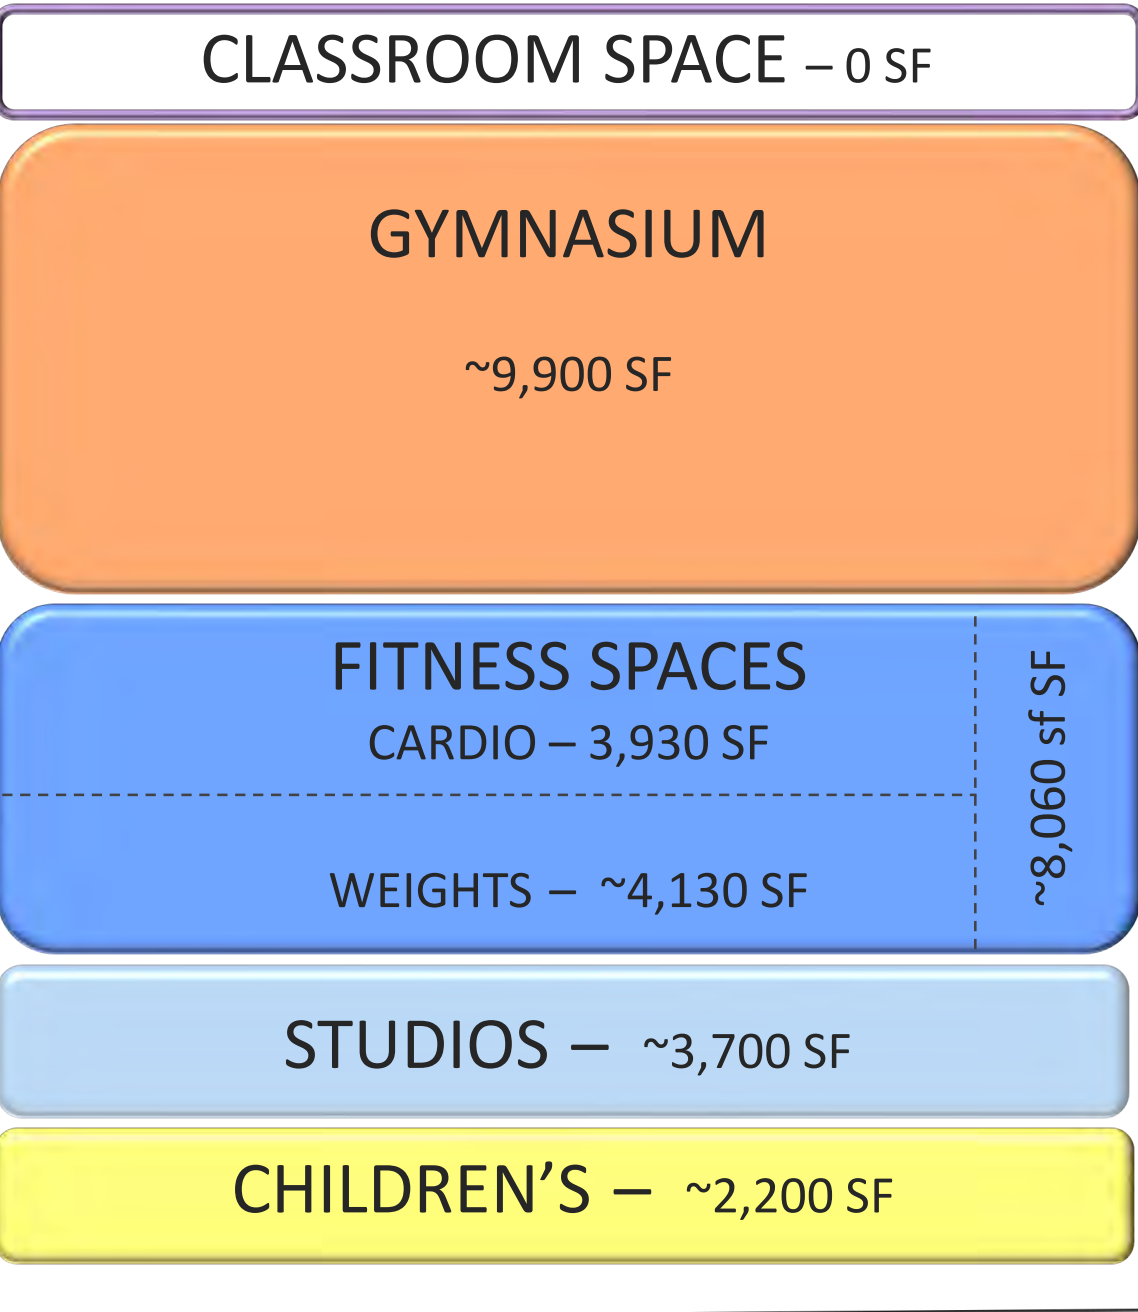 CLASSROOM SPACE – 0 SF
GYMNASIUM
~9,900 SF
FITNESS SPACES
CARDIO – 3,930 SF
WEIGHTS – ~4,130 SF
~8,060 sf SF
STUDIOS – ~3,700 SF
CHILDREN’S – ~2,200 SF